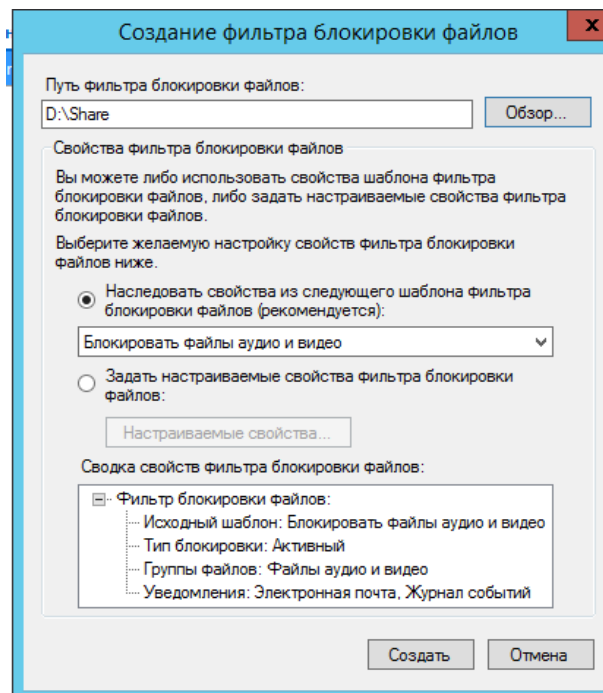 Создание фильтра блокировки файлов
x
Путь фильтра блокировки файлов:
D:\Share
Обзор...
Свойства фильтра блокировки файлов
Вы можете либо использовать свойства шаблона фильтра
блокировки файлов, либо задать настраиваемые свойства фильтра
блокировки файлов.
Выберите желаемую настройку свойств фильтра блокировки
файлов ниже.
Наследовать свойства из следующего шаблона фильтра
блокировки файлов (рекомендуется):
Блокировать файлы аудио и видео
Задать настраиваемые свойства фильтра блокировки
файлов:
Настраиваемые свойства...
Сводка свойств фильтра блокировки файлов:
Фильтр блокировки файлов:
Исходный шаблон: Блокировать файлы аудио и видео
Тип блокировки: Активный
Группы файлов: Файлы аудио и видео
Уведомления: Электронная почта, Журнал событий
Создать
Отмена